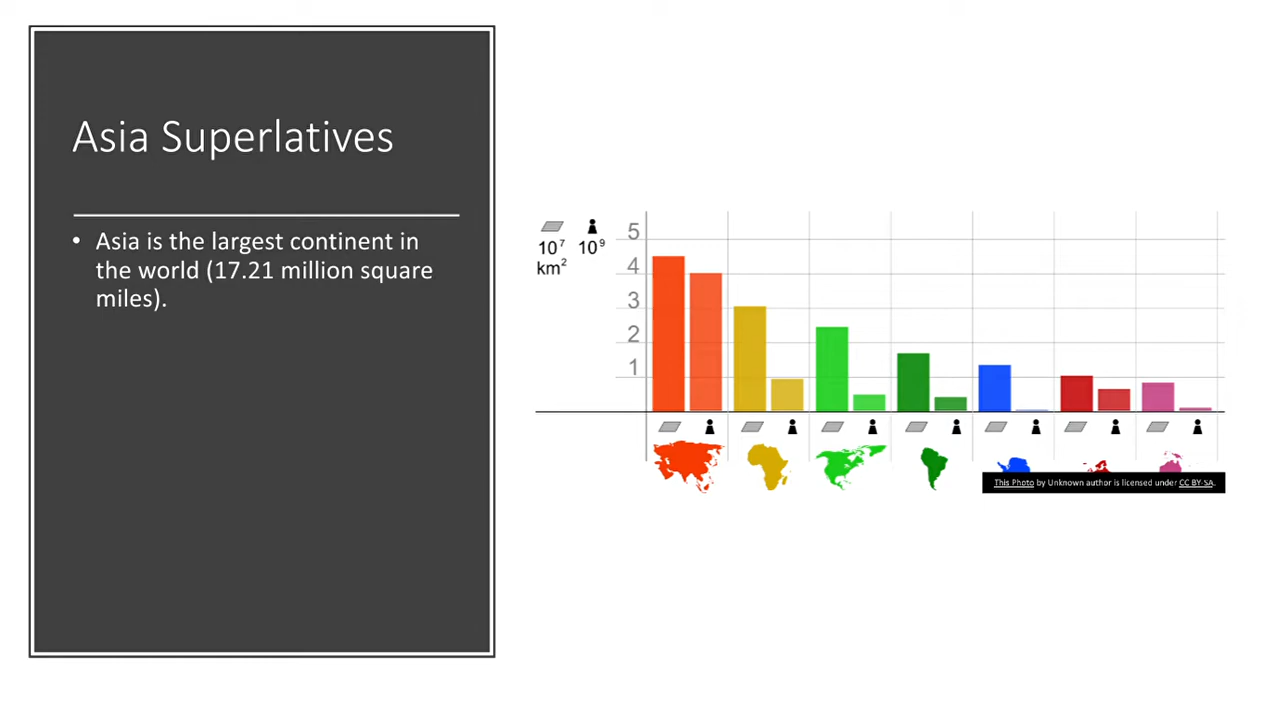 Asia Superlatives
• Asia is the largest continent in
the world (17.21 million square
miles).
10⁷ 10⁹
km²
5
4
3
2
1
This Photo by Unknown author is licensed under CC BY-SA.